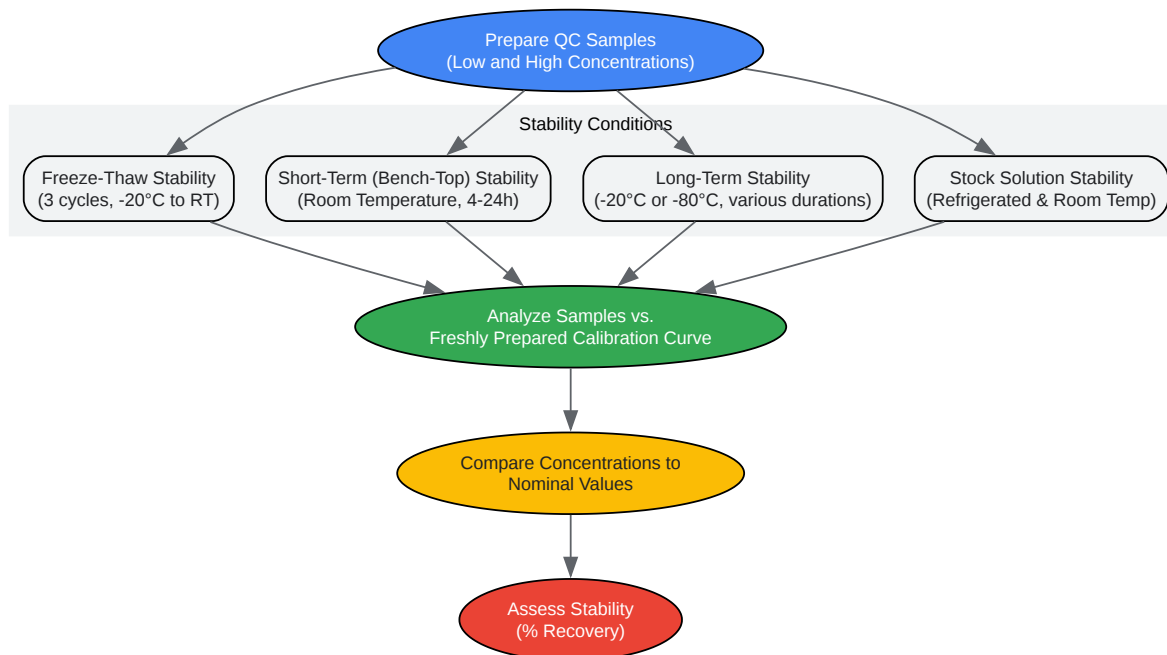 Prepare QC Samples
(Low and High Concentrations)
Stability Conditions
Freeze-Thaw Stability
(3 cycles, -20°C to RT)
Short-Term (Bench-Top) Stability
(Room Temperature, 4-24h)
Long-Term Stability
(-20°C or -80°C, various durations)
Stock Solution Stability
(Refrigerated & Room Temp)
Analyze Samples vs.
Freshly Prepared Calibration Curve
Compare Concentrations to
Nominal Values
Assess Stability
(% Recovery)